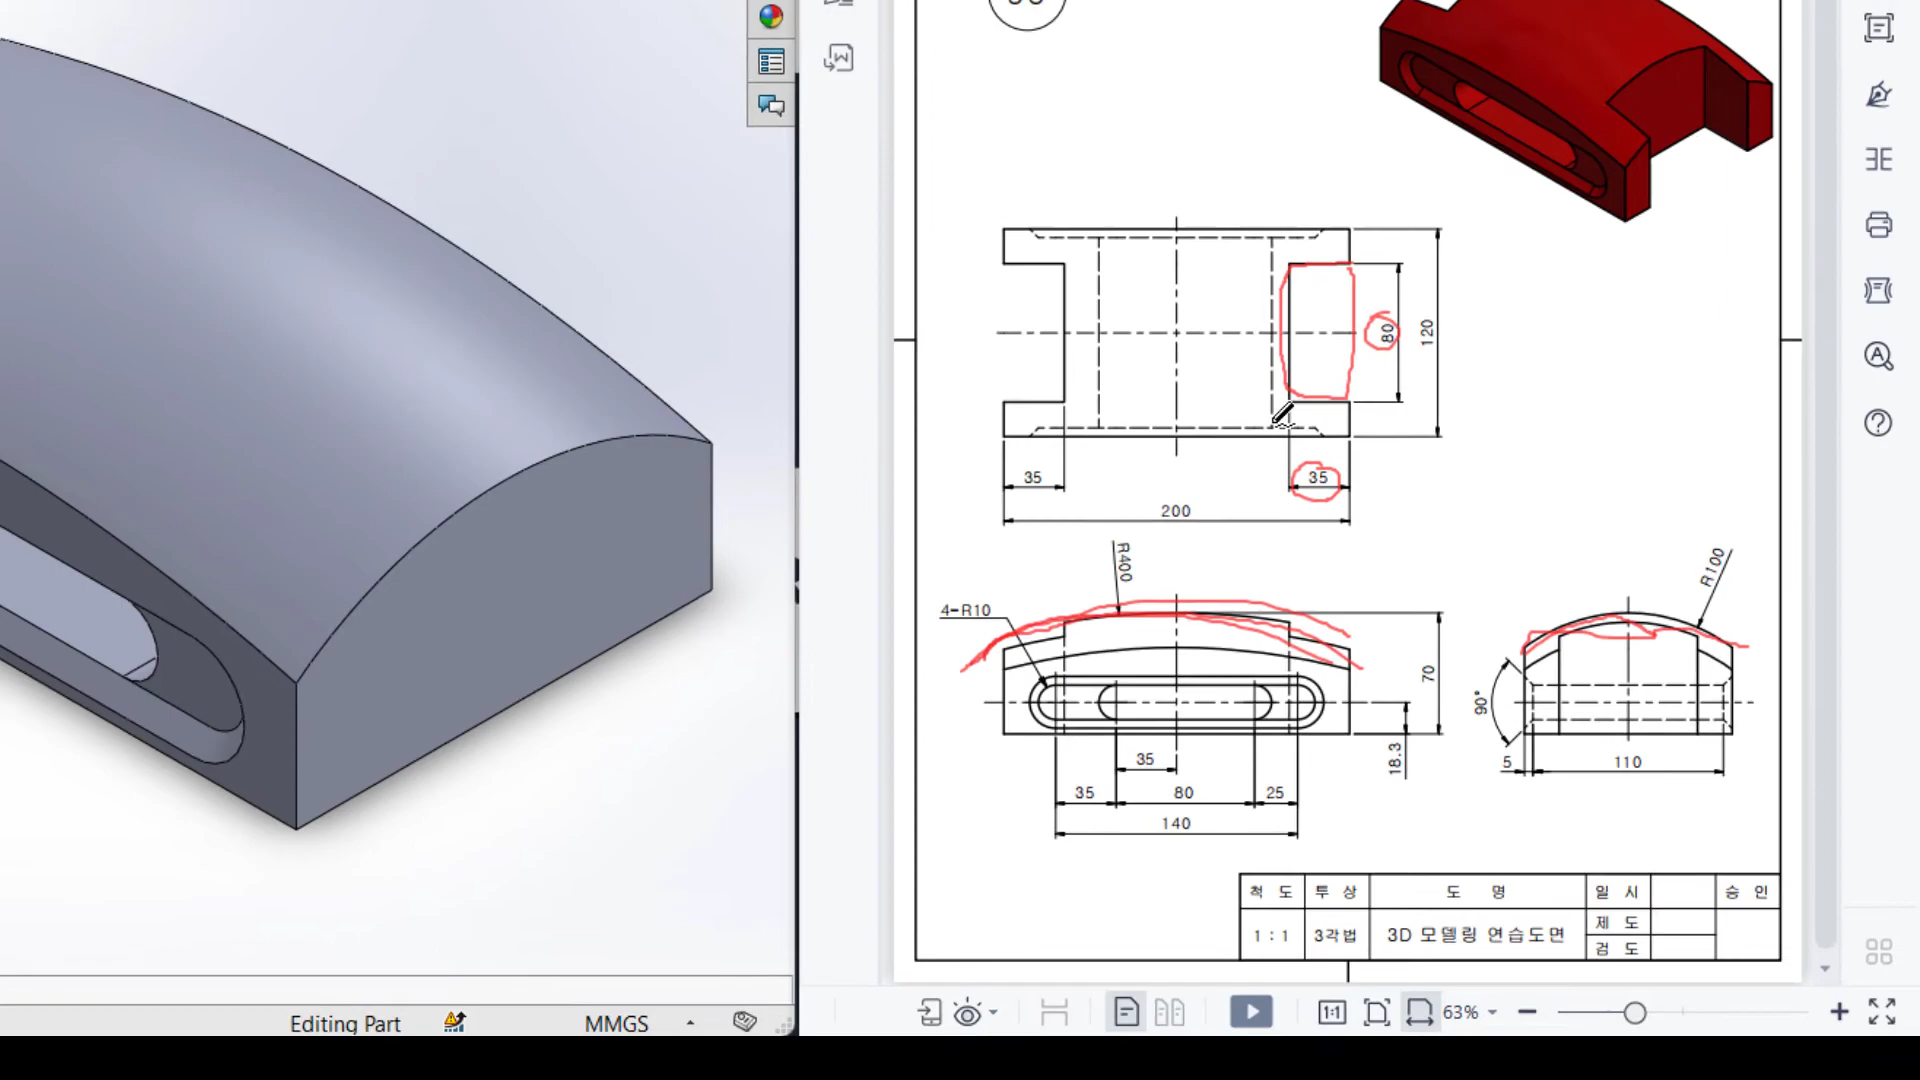 80
120
35
35
200
R400
4-R10
R100
70
90°
18.3
35
5
110
35
80
25
140
척 도
투 상
도 명
일 시
승 인
1 : 1
3각법
3D 모델링 연습도면
제 도
검 도
Editing Part
MMGS
1:1
63%